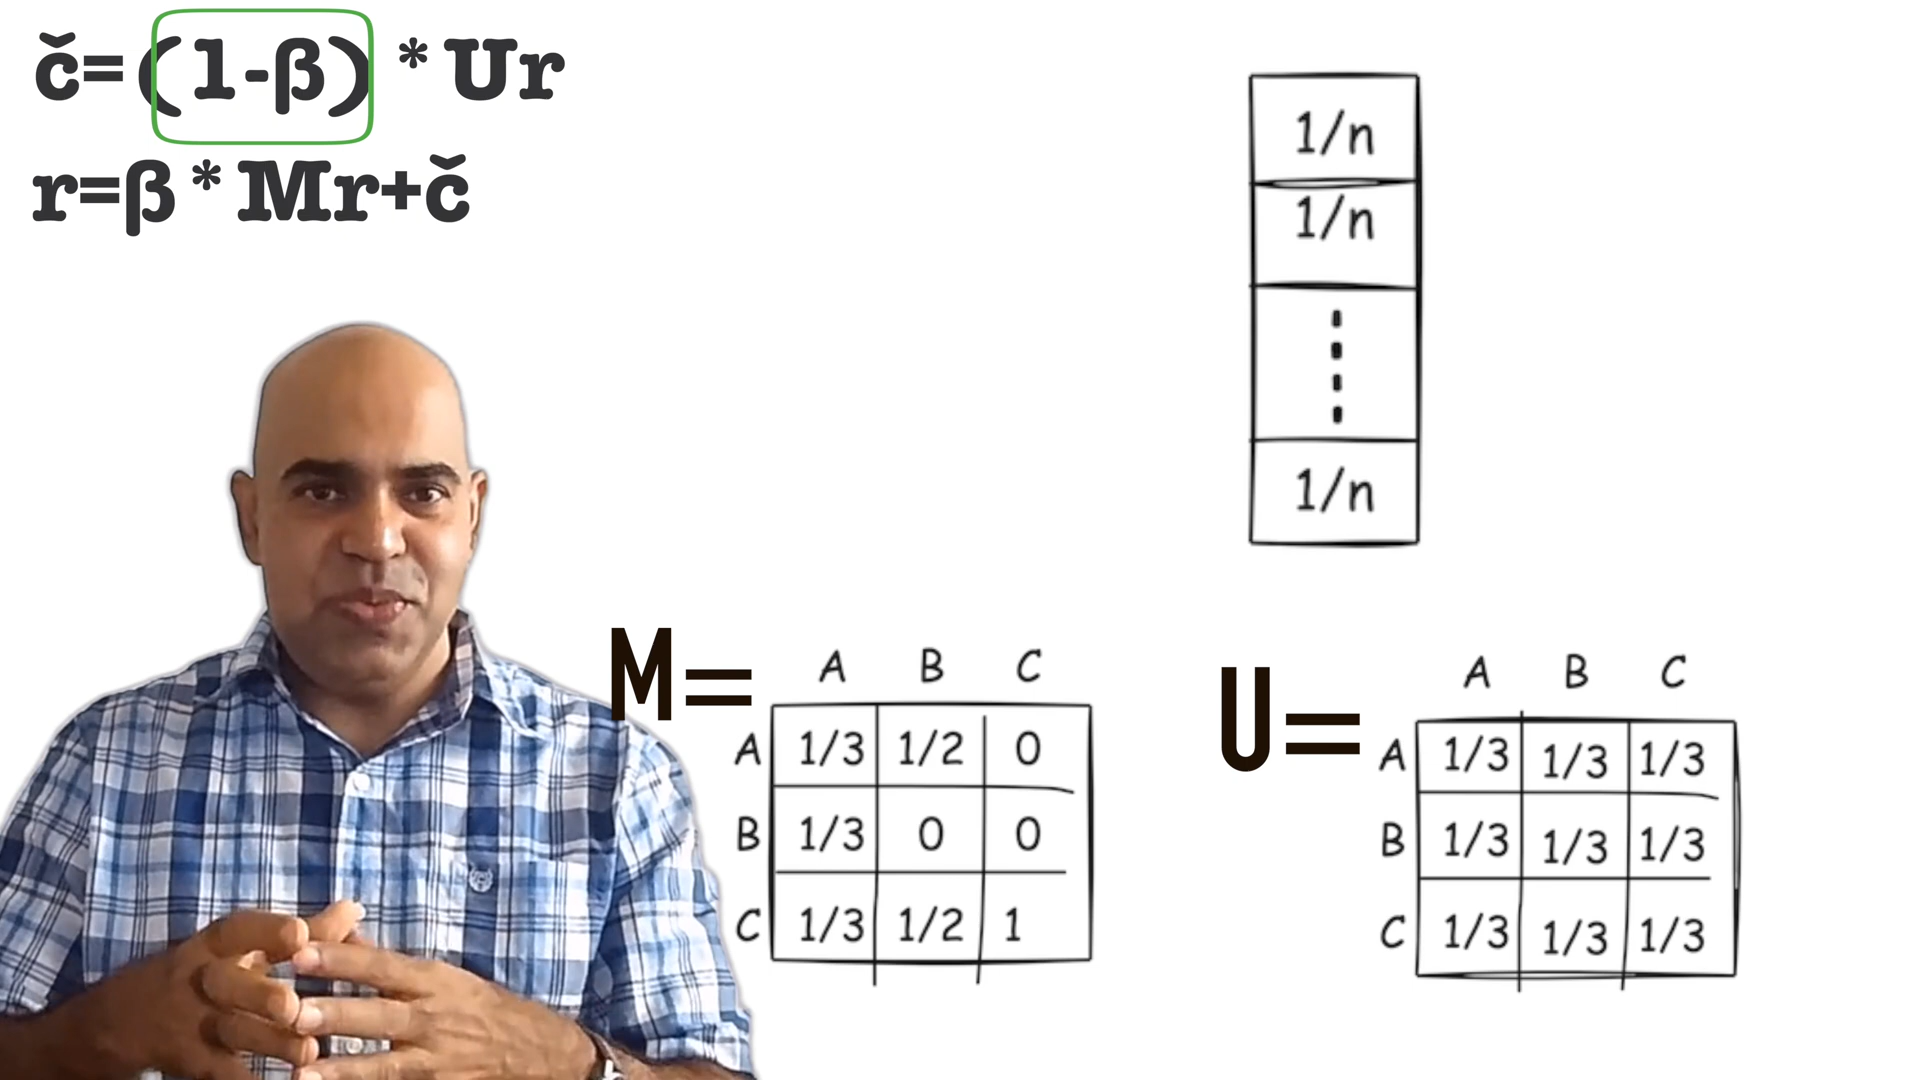 č=(1-β) * Ur
r=β * Mr+č
1/n
1/n
1/n
M=
A B C
A 1/3 1/2 0
B 1/3 0 0
C 1/3 1/2 1
U=
A B C
A 1/3 1/3 1/3
B 1/3 1/3 1/3
C 1/3 1/3 1/3